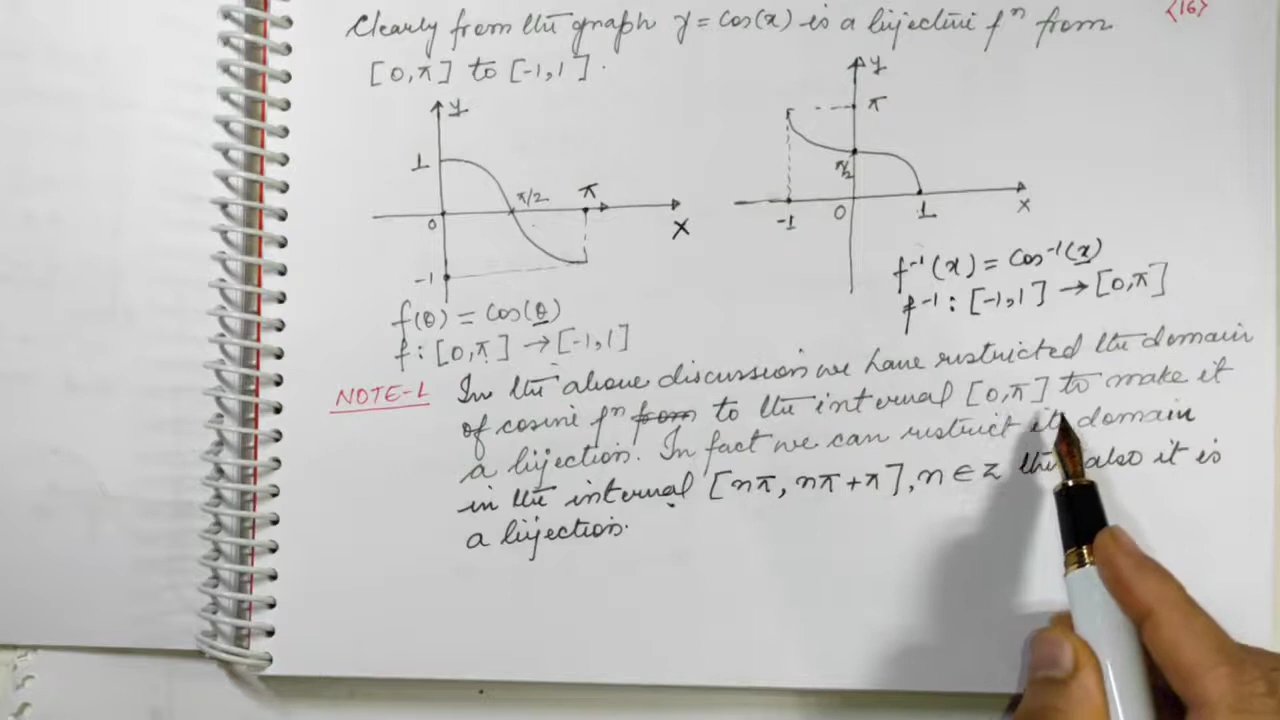 <16>
Clearly from the graph y = Cos(x) is a bijective fⁿ from
[0,π] to [-1,1].
y
1
π/2
π
0
X
-1
f(θ) = Cos(θ)
f : [0,π] → [-1,1]
y
π
π/2
-1
0
1
X
f⁻¹(x) = Cos⁻¹(x)
f⁻¹ : [-1,1] → [0,π]
NOTE-1 In the above discussion we have restricted the domain
of cosine fⁿ from to the interval [0,π] to make it
a bijection. In fact we can restrict its domain
in the interval [nπ, nπ+π], n ∈ Z also it is
a bijection.